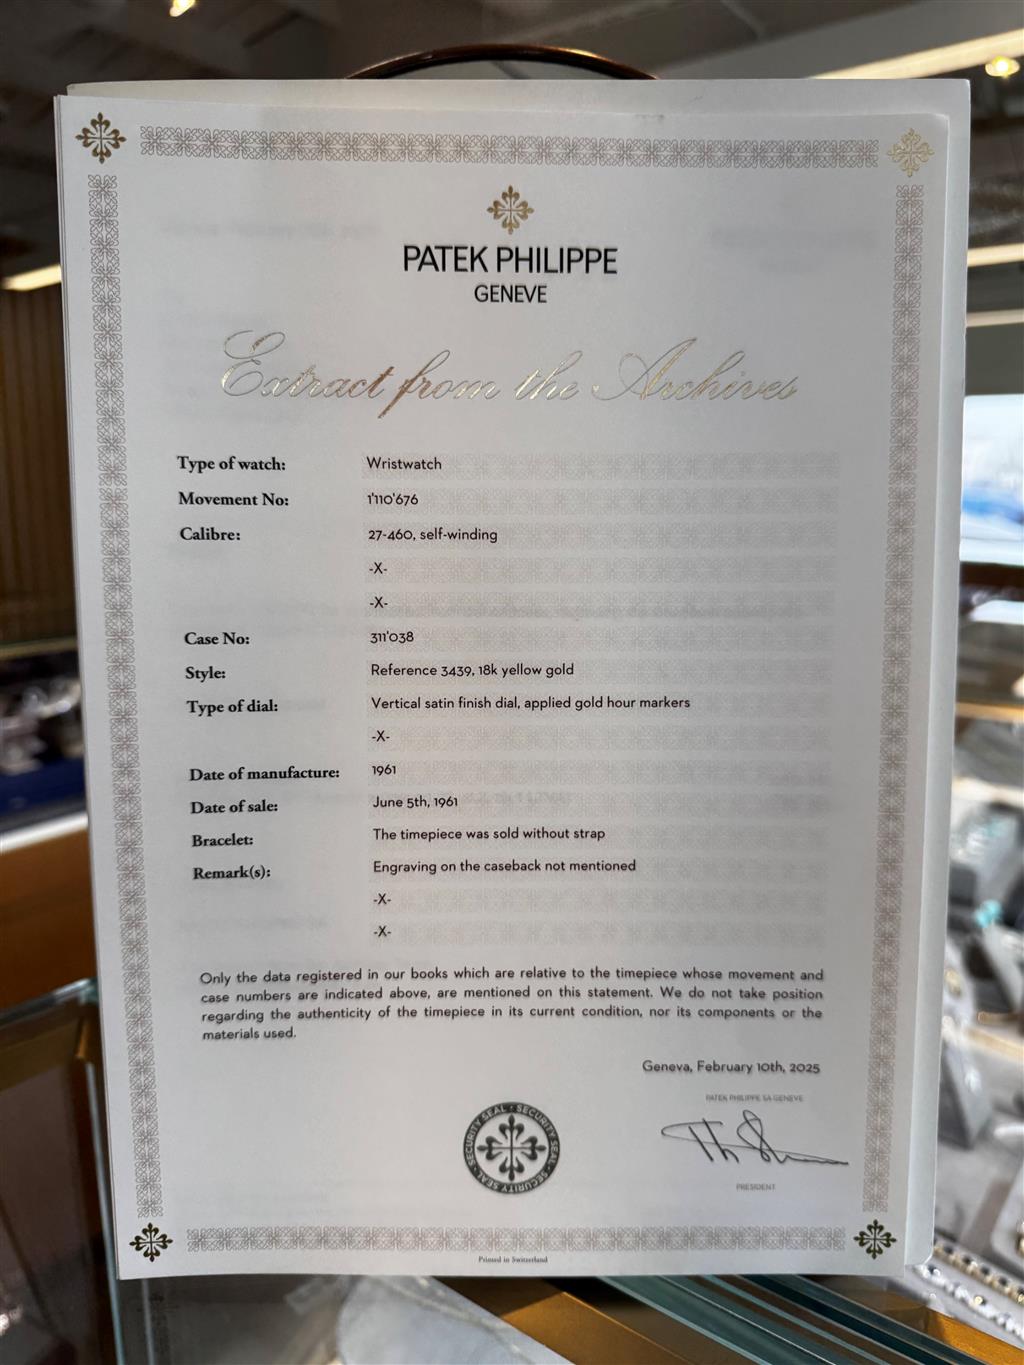 PATEK PHILIPPE
GENEVE
Extract from the Archives
Type of watch: Wristwatch
Movement No: 1'110'676
Calibre: 27-460, self-winding
-X-
-X-
Case No: 311'038
Style: Reference 3439, 18k yellow gold
Type of dial: Vertical satin finish dial, applied gold hour markers
-X-
Date of manufacture: 1961
Date of sale: June 5th, 1961
Bracelet: The timepiece was sold without strap
Remark(s): Engraving on the caseback not mentioned
-X-
-X-
Only the data registered in our books which are relative to the timepiece whose movement and
case numbers are indicated above, are mentioned on this statement. We do not take position
regarding the authenticity of the timepiece in its current condition, nor its components or the
materials used.
Geneva, February 10th, 2025
PATEK PHILIPPE SA GENEVE
SECURITY SEAL · SECURITY SEAL · SECURITY SEAL ·
PRESIDENT
Printed in Switzerland